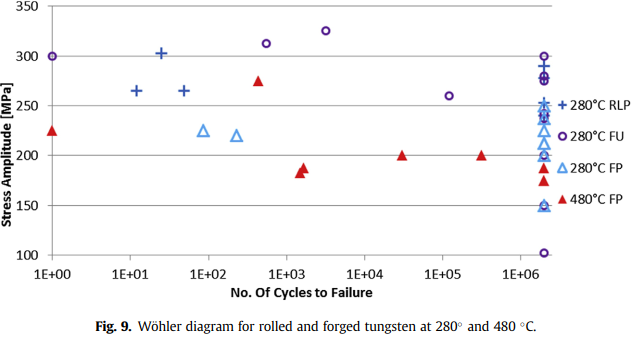 350
300
250
200
150
100
Stress Amplitude [MPa]
1E+00 1E+01 1E+02 1E+03 1E+04 1E+05 1E+06
No. Of Cycles to Failure
280°C RLP
280°C FU
280°C FP
480°C FP
Fig. 9. Wöhler diagram for rolled and forged tungsten at 280° and 480 °C.